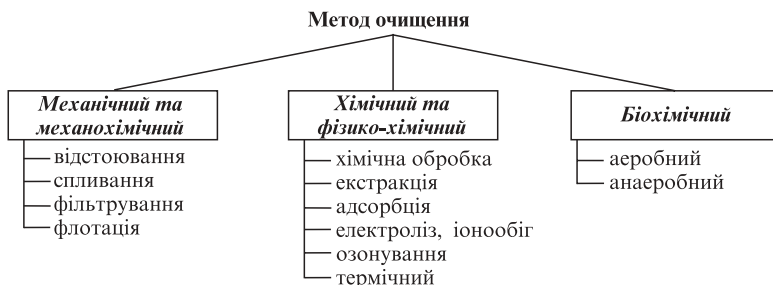 Метод очищення
Механічний та
механохімічний
відстоювання
спливання
фільтрування
флотація
Хімічний та
фізико-хімічний
хімічна обробка
екстракція
адсорбція
електроліз, іонообіг
озонування
термічний
Біохімічний
аеробний
анаеробний